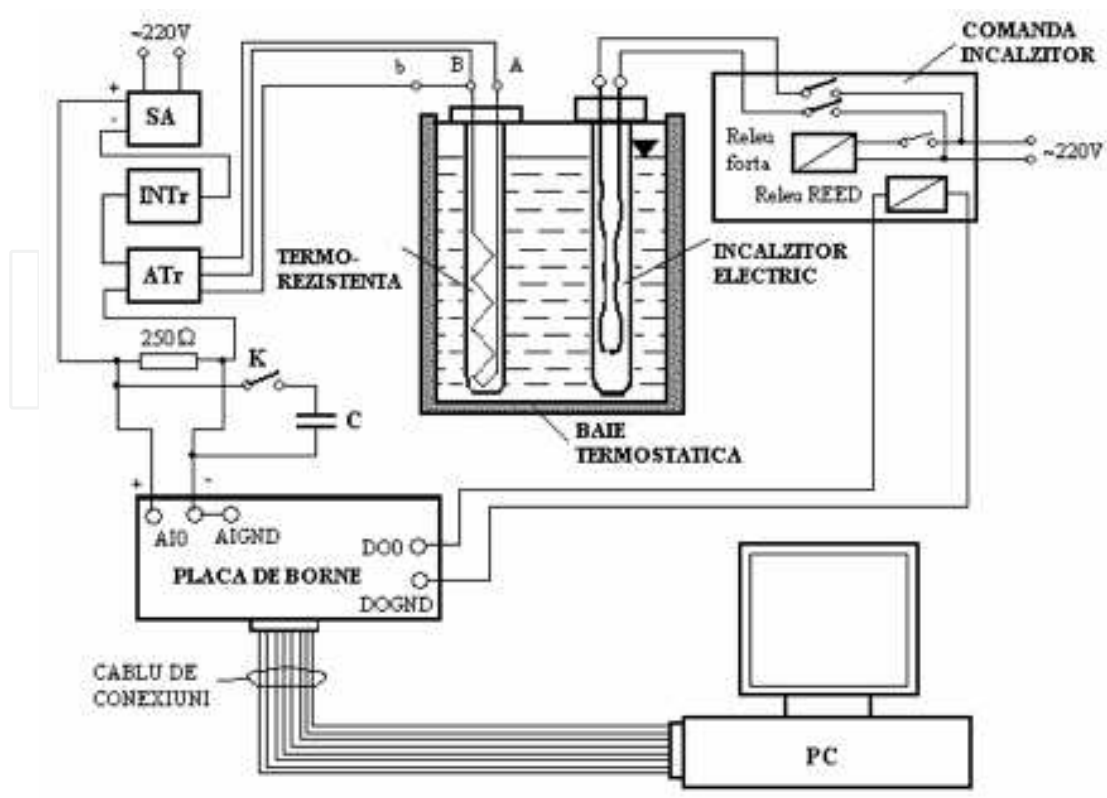 ~220V
+
-
SA
INTr
ATr
250Ω
K
C
b
B
A
COMANDA
INCALZITOR
Releu
forta
~220V
Releu REED
TERMO-
REZISTENTA
INCALZITOR
ELECTRIC
BAIE
TERMOSTATICA
+
-
AI0
AIGND
DO0
PLACA DE BORNE
DOGND
CABLU DE
CONEXIUNI
PC